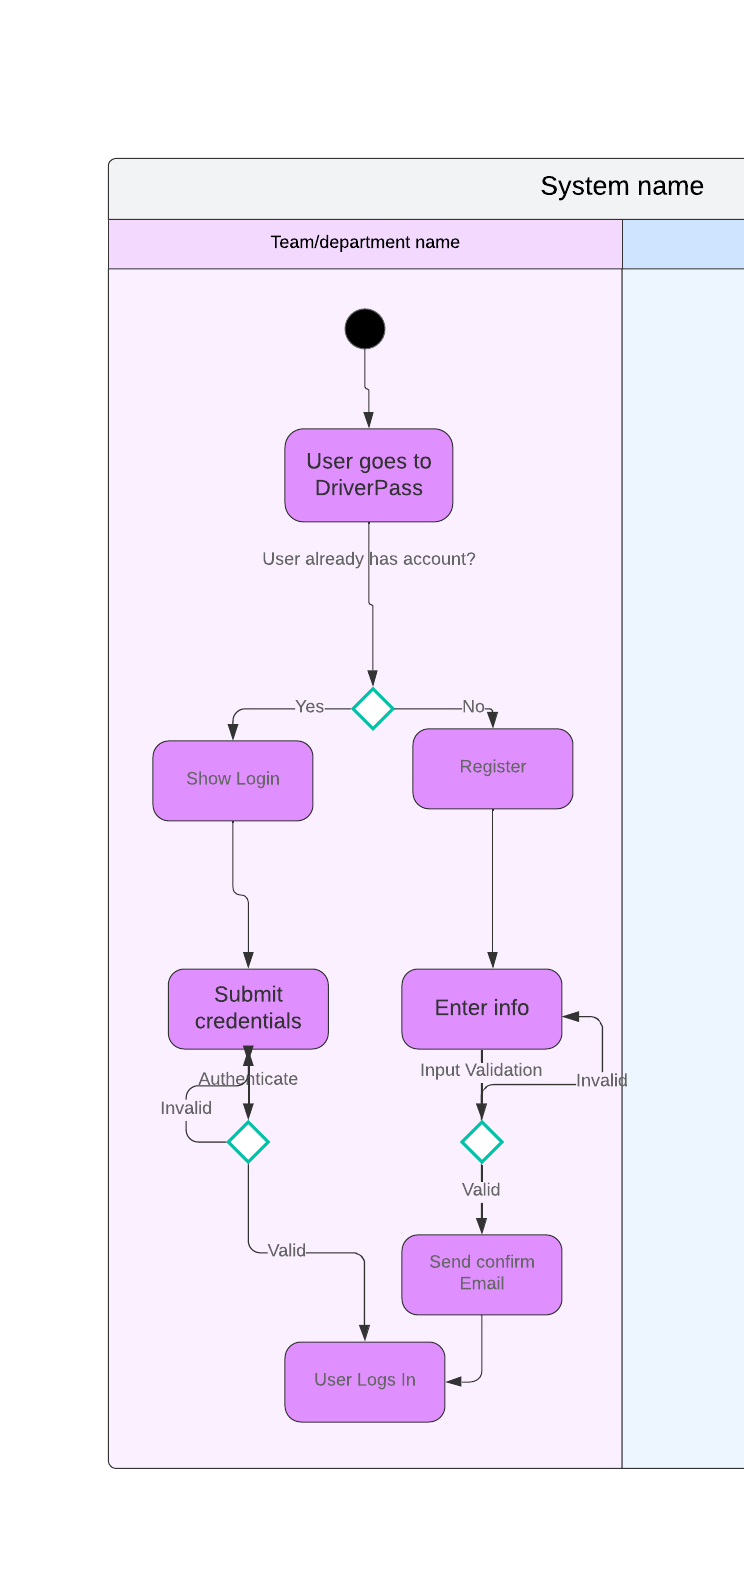 System name
Team/department name
User goes to
DriverPass
User already has account?
Yes
No
Show Login
Register
Submit
credentials
Enter info
Authenticate
Input Validation
Invalid
Invalid
Valid
Valid
Send confirm
Email
User Logs In